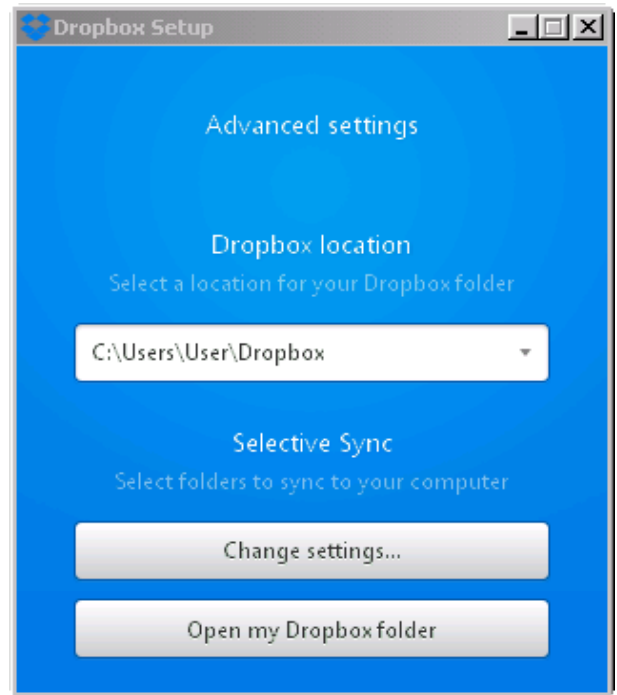 Dropbox Setup
Advanced settings
Dropbox location
Select a location for your Dropbox folder
C:\Users\User\Dropbox
Selective Sync
Select folders to sync to your computer
Change settings...
Open my Dropbox folder